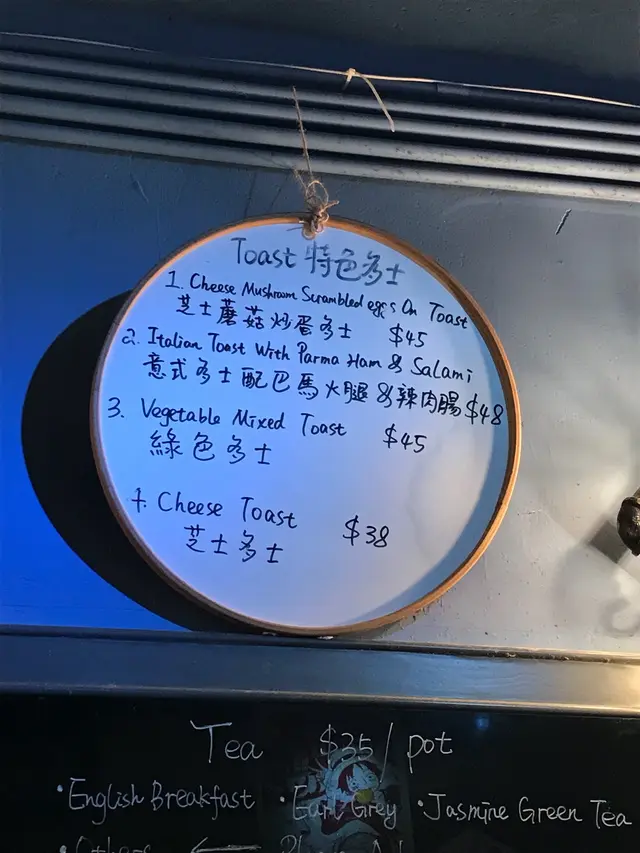 Toast 特色多士
1. Cheese Mushroom Scrambled eggs On Toast
芝士蘑菇炒蛋多士 $45
2. Italian Toast With Parma Ham & Salami
意式多士配巴馬火腿&辣肉腸 $48
3. Vegetable Mixed Toast $45
綠色多士
4. Cheese Toast $38
芝士多士
Tea $35/pot
·English Breakfast ·Earl Grey ·Jasmine Green Tea
·Others ←